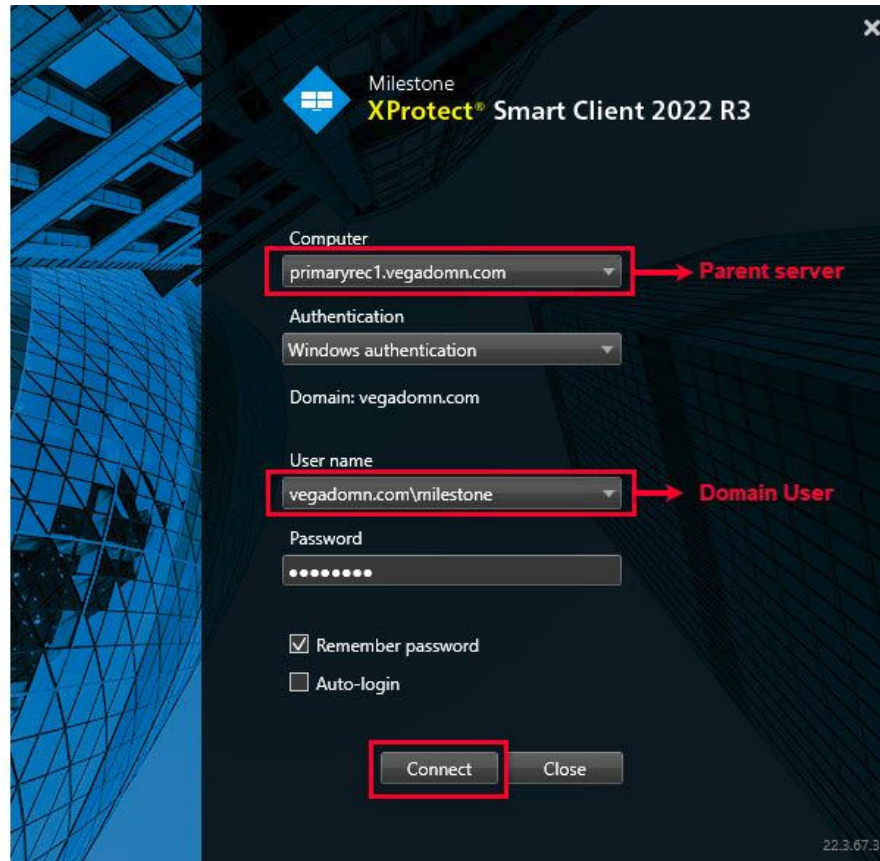 Milestone
XProtect® Smart Client 2022 R3
Computer
primaryrec1.vegadomn.com
Parent server
Authentication
Windows authentication
Domain: vegadomn.com
User name
vegadomn.com\milestone
Domain User
Password
Remember password
Auto-login
Connect Close
22.3.67.3